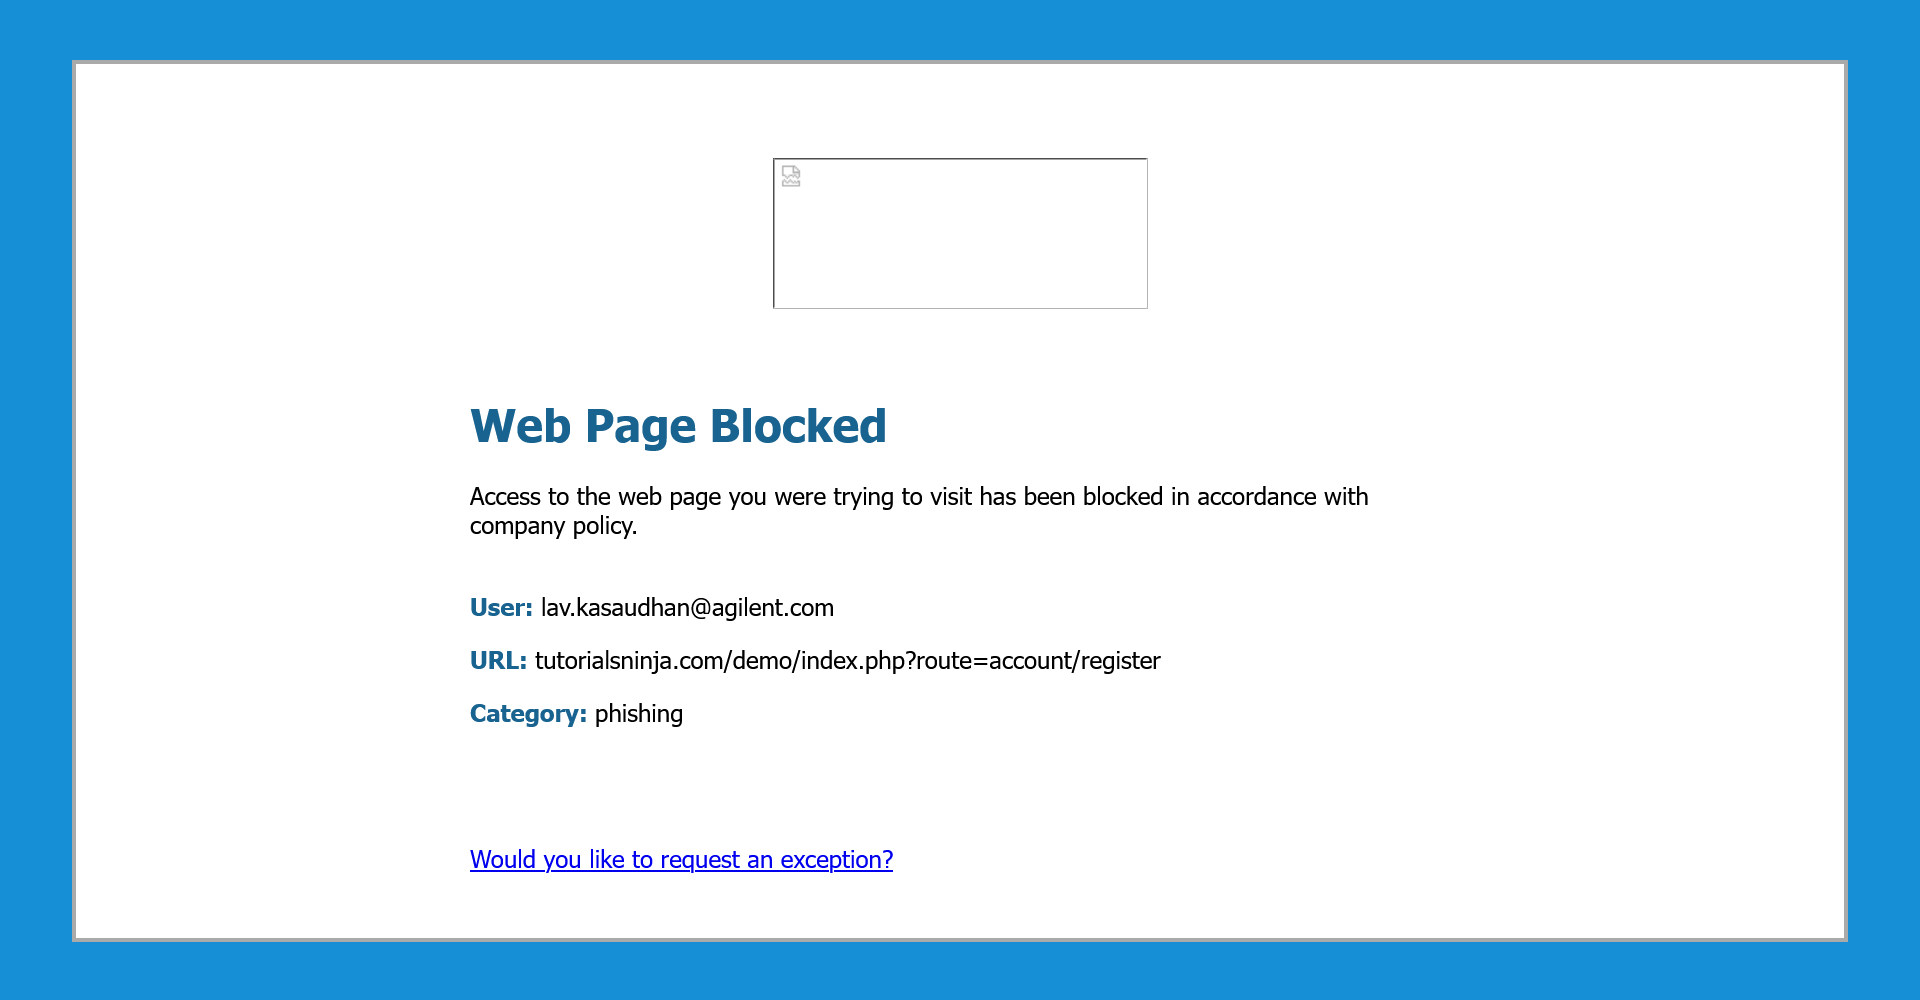 Web Page Blocked
Access to the web page you were trying to visit has been blocked in accordance with
company policy.
User: lav.kasaudhan@agilent.com
URL: tutorialsninja.com/demo/index.php?route=account/register
Category: phishing
Would you like to request an exception?